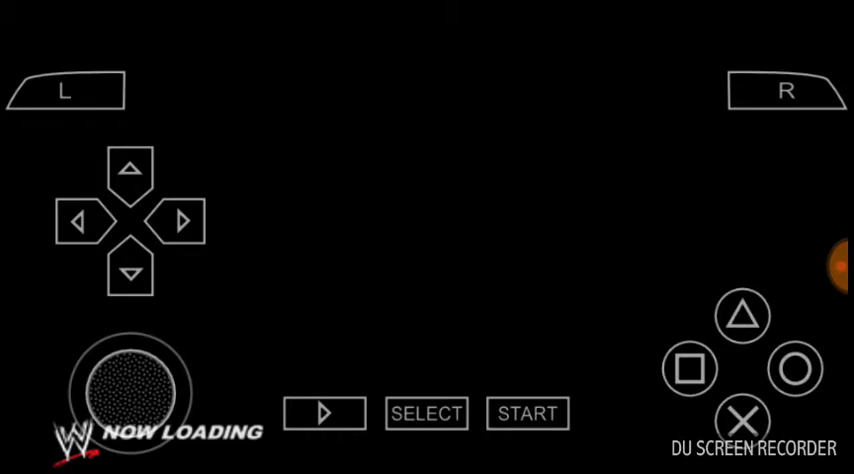 L
R
SELECT
START
W NOW LOADING
DU SCREEN RECORDER